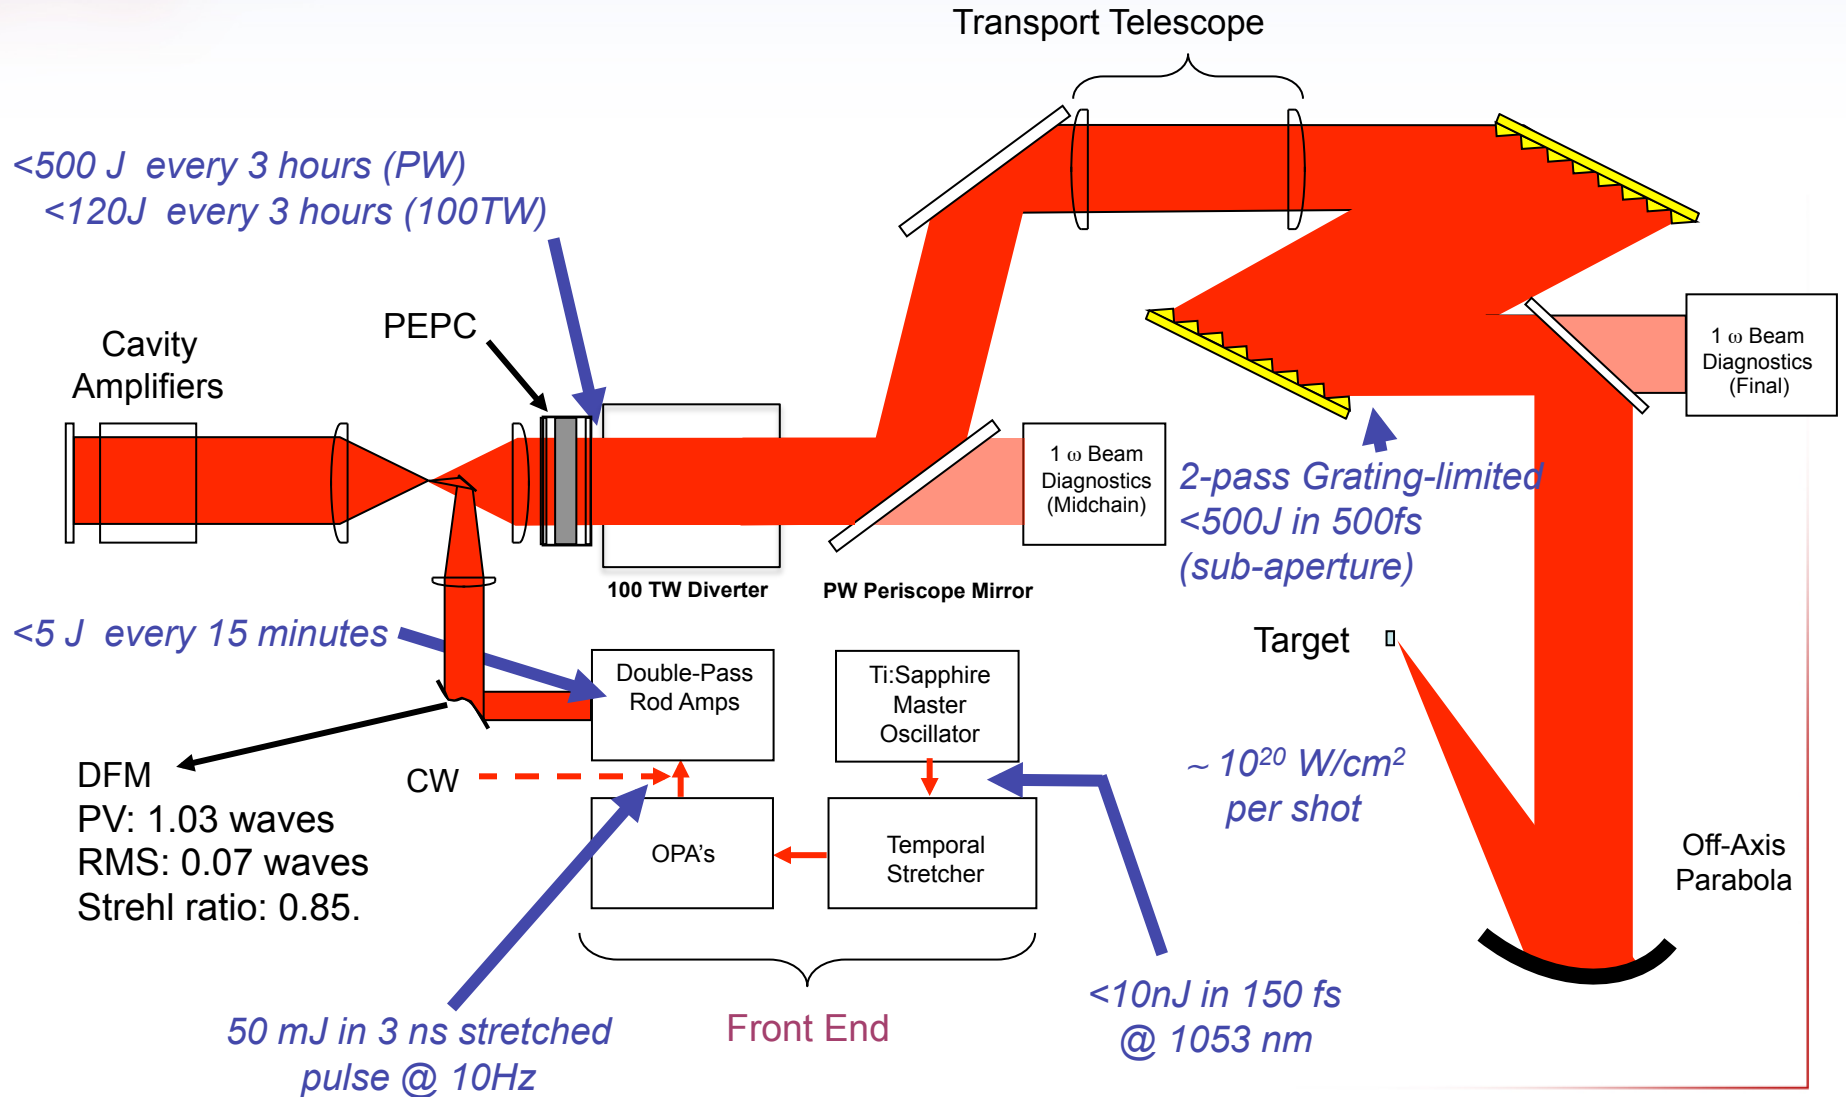 Transport Telescope
<500 J every 3 hours (PW)
<120J every 3 hours (100TW)
PEPC
Cavity
Amplifiers
1 ω Beam
Diagnostics
(Final)
1 ω Beam
Diagnostics
(Midchain)
2-pass Grating-limited
<500J in 500fs
(sub-aperture)
100 TW Diverter
PW Periscope Mirror
<5 J every 15 minutes
Target
Double-Pass
Rod Amps
Ti:Sapphire
Master
Oscillator
DFM
PV: 1.03 waves
RMS: 0.07 waves
Strehl ratio: 0.85.
CW
~ 10²⁰ W/cm²
per shot
OPA's
Temporal
Stretcher
Off-Axis
Parabola
50 mJ in 3 ns stretched
pulse @ 10Hz
Front End
<10nJ in 150 fs
@ 1053 nm